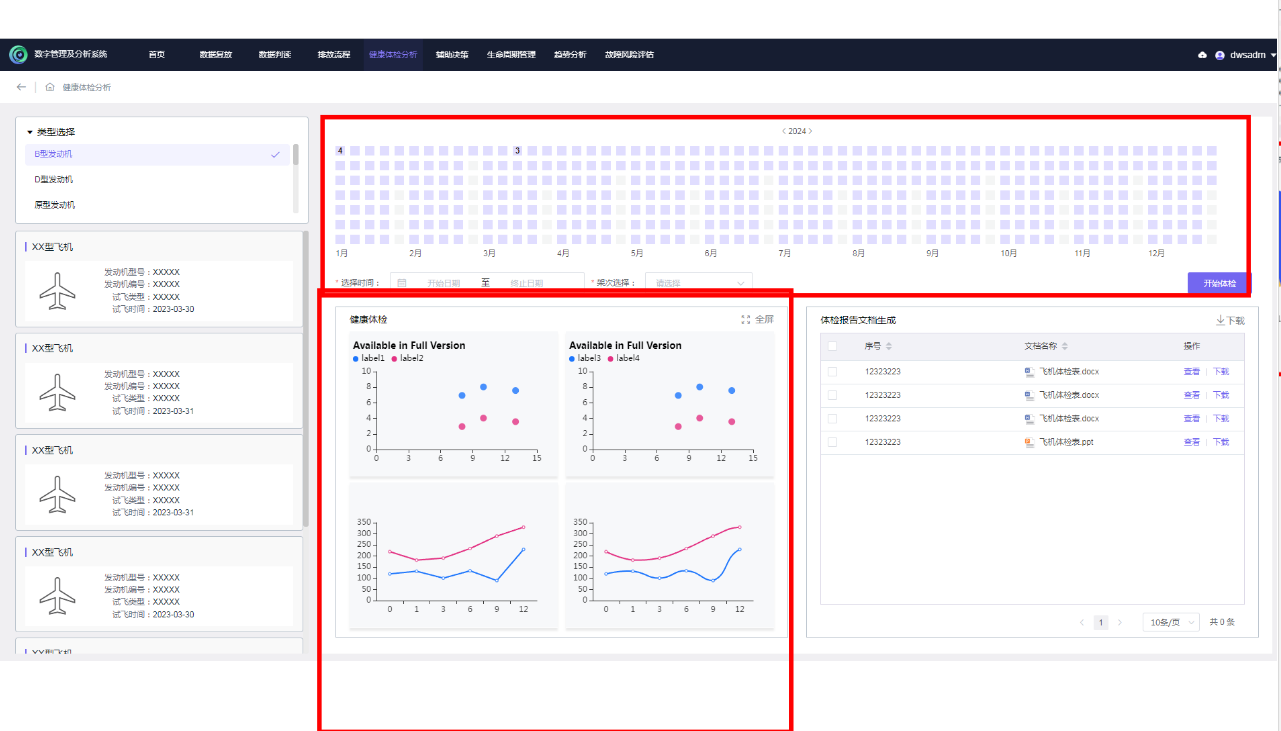 数字管理及分析系统 首页 数据复放 数据判读 排故流程 健康体检分析 辅助决策 生命周期管理 趋势分析 故障风险评估 dwsadm
健康体检分析
类型选择
B型发动机
D型发动机
原型发动机
XX型飞机
发动机型号：XXXXX
发动机编号：XXXXX
试飞类型：XXXXX
试飞时间：2023-03-30
XX型飞机
发动机型号：XXXXX
发动机编号：XXXXX
试飞类型：XXXXX
试飞时间：2023-03-31
XX型飞机
发动机型号：XXXXX
发动机编号：XXXXX
试飞类型：XXXXX
试飞时间：2023-03-31
XX型飞机
发动机型号：XXXXX
发动机编号：XXXXX
试飞类型：XXXXX
试飞时间：2023-03-30
XX型飞机
2024
4 3
1月 2月 3月 4月 5月 6月 7月 8月 9月 10月 11月 12月
*选择时间： 开始日期 至 终止日期 *架次选择： 请选择 开始体检
健康体检 全屏
Available in Full Version
label1 label2
10
8
6
4
2
0
0 3 6 9 12 15
Available in Full Version
label3 label4
10
8
6
4
2
0
0 3 6 9 12 15
350
300
250
200
150
100
50
0
0 1 3 6 9 12
350
300
250
200
150
100
50
0
0 1 3 6 9 12
体检报告文档生成 下载
序号 文档名称 操作
12323223 飞机体检表.docx 查看 下载
12323223 飞机体检表.docx 查看 下载
12323223 飞机体检表.docx 查看 下载
12323223 飞机体检表.ppt 查看 下载
1 10条/页 共 0 条